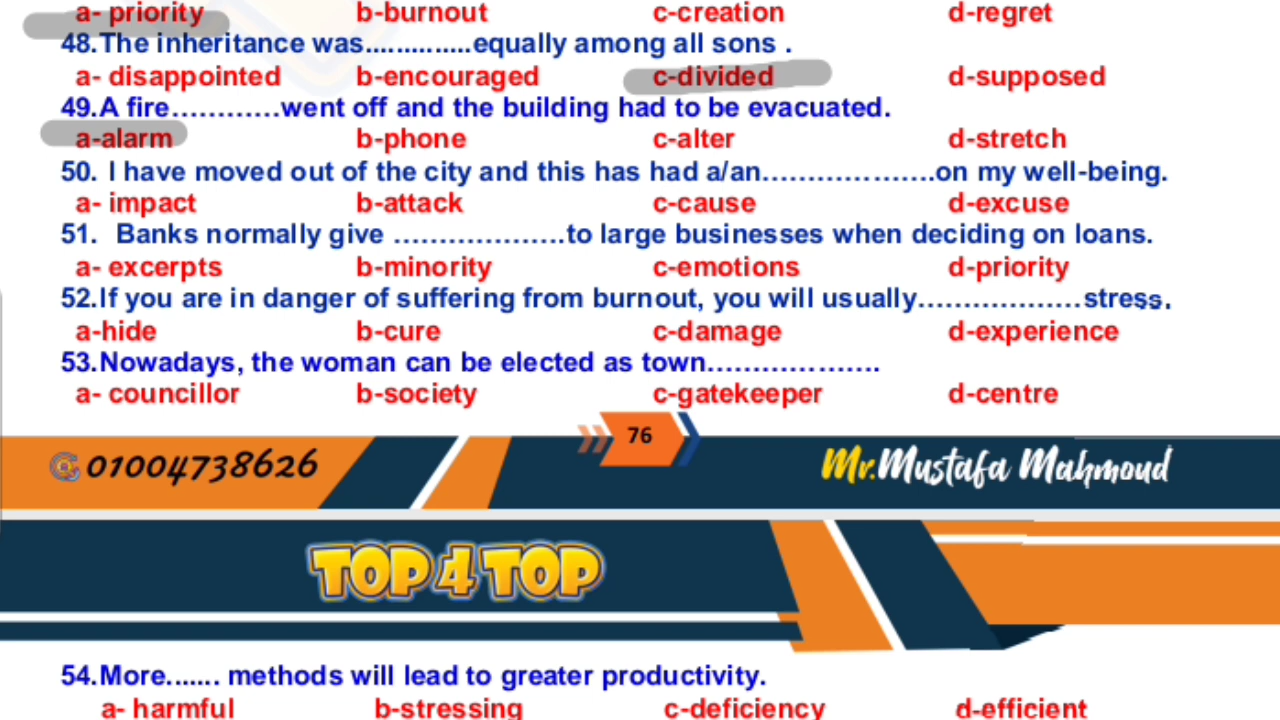 a- priority b-burnout c-creation d-regret
48.The inheritance was..............equally among all sons .
a- disappointed b-encouraged c-divided d-supposed
49.A fire…………went off and the building had to be evacuated.
a-alarm b-phone c-alter d-stretch
50. I have moved out of the city and this has had a/an……………….on my well-being.
a- impact b-attack c-cause d-excuse
51. Banks normally give ……………….to large businesses when deciding on loans.
a- excerpts b-minority c-emotions d-priority
52.If you are in danger of suffering from burnout, you will usually………………stress.
a-hide b-cure c-damage d-experience
53.Nowadays, the woman can be elected as town……………….
a- councillor b-society c-gatekeeper d-centre
01004738626 76 Mr.Mustafa Mahmoud
TOP 4 TOP
54.More....... methods will lead to greater productivity.
a- harmful b-stressing c-deficiency d-efficient